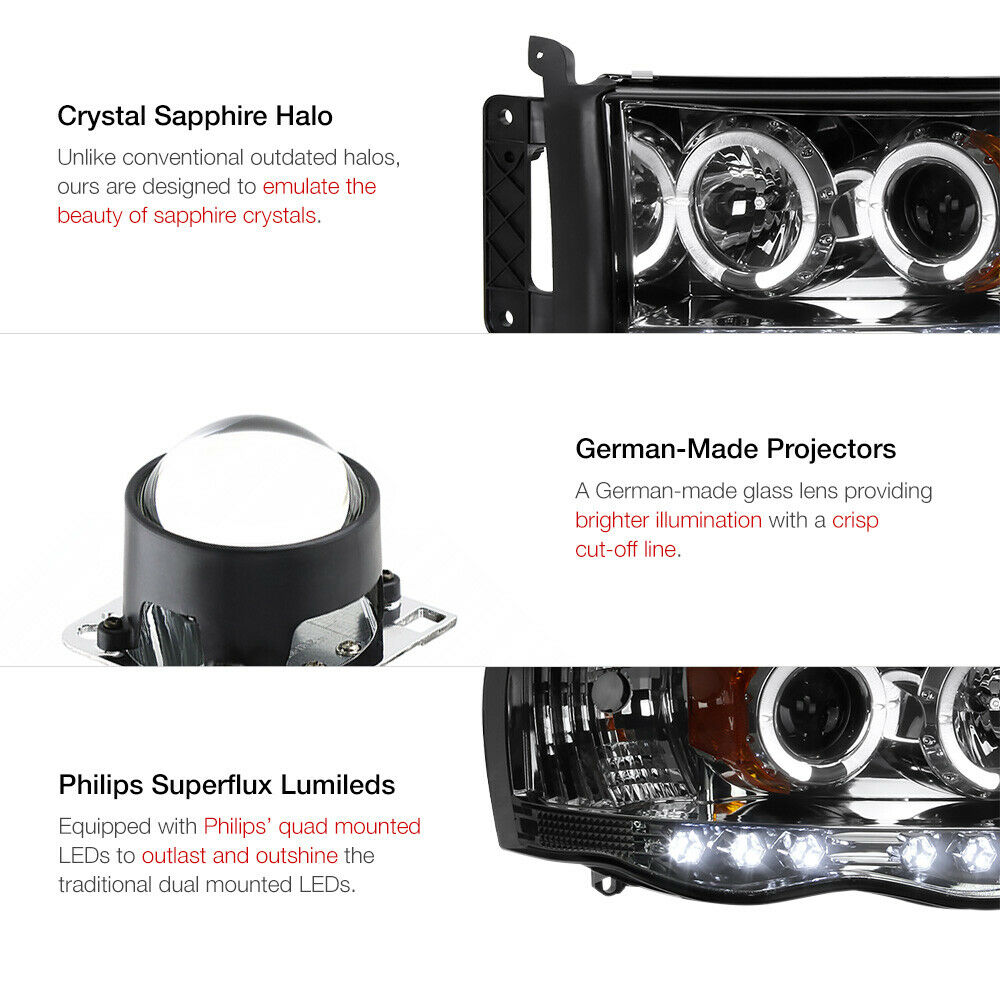 Crystal Sapphire Halo
Unlike conventional outdated halos,
ours are designed to emulate the
beauty of sapphire crystals.
German-Made Projectors
A German-made glass lens providing
brighter illumination with a crisp
cut-off line.
Philips Superflux Lumileds
Equipped with Philips’ quad mounted
LEDs to outlast and outshine the
traditional dual mounted LEDs.